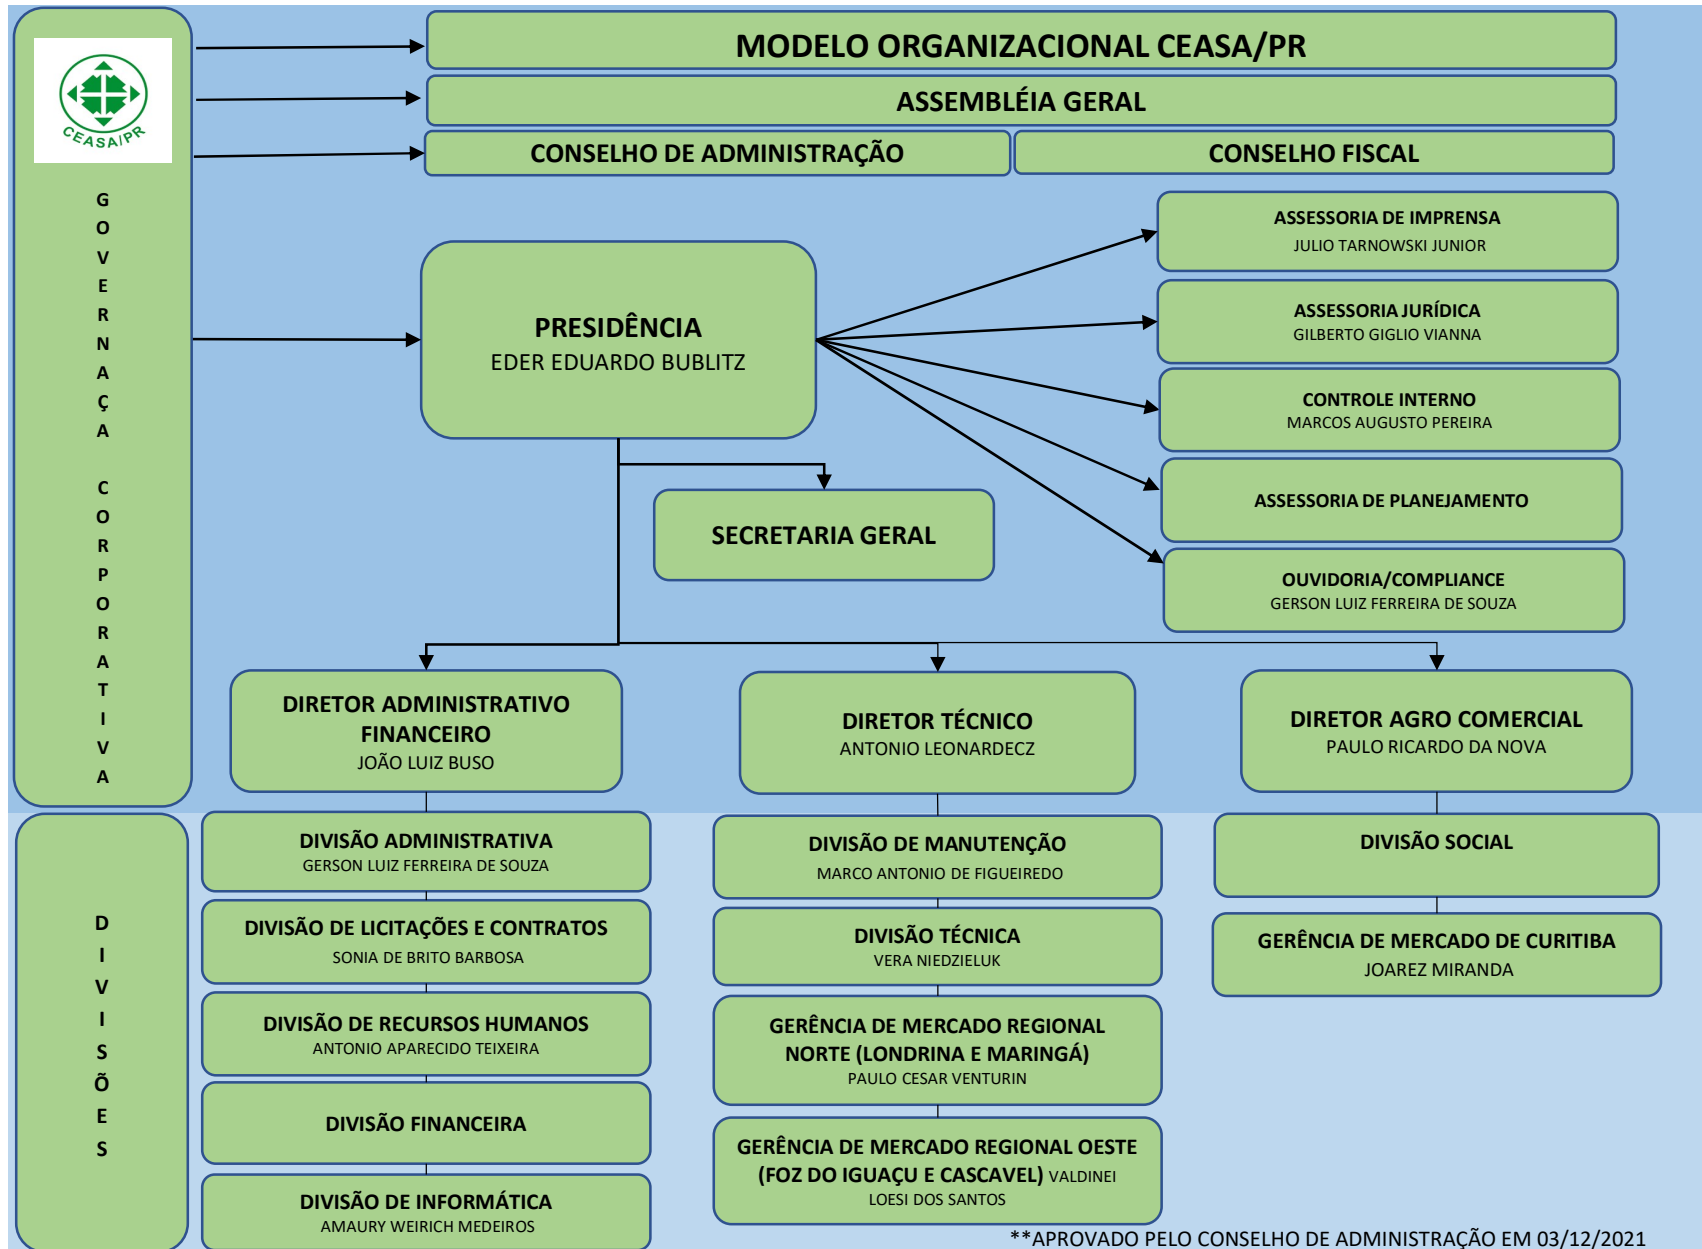 MODELO ORGANIZACIONAL CEASA/PR
ASSEMBLÉIA GERAL
CONSELHO DE ADMINISTRAÇÃO
CONSELHO FISCAL
CEASA/PR
GOVERNAÇA CORPORATIVA
PRESIDÊNCIA
EDER EDUARDO BUBLITZ
ASSESSORIA DE IMPRENSA
JULIO TARNOWSKI JUNIOR
ASSESSORIA JURÍDICA
GILBERTO GIGLIO VIANNA
CONTROLE INTERNO
MARCOS AUGUSTO PEREIRA
ASSESSORIA DE PLANEJAMENTO
OUVIDORIA/COMPLIANCE
GERSON LUIZ FERREIRA DE SOUZA
SECRETARIA GERAL
DIRETOR ADMINISTRATIVO
FINANCEIRO
JOÃO LUIZ BUSO
DIRETOR TÉCNICO
ANTONIO LEONARDECZ
DIRETOR AGRO COMERCIAL
PAULO RICARDO DA NOVA
DIVISÕES
DIVISÃO ADMINISTRATIVA
GERSON LUIZ FERREIRA DE SOUZA
DIVISÃO DE LICITAÇÕES E CONTRATOS
SONIA DE BRITO BARBOSA
DIVISÃO DE RECURSOS HUMANOS
ANTONIO APARECIDO TEIXEIRA
DIVISÃO FINANCEIRA
DIVISÃO DE INFORMÁTICA
AMAURY WEIRICH MEDEIROS
DIVISÃO DE MANUTENÇÃO
MARCO ANTONIO DE FIGUEIREDO
DIVISÃO TÉCNICA
VERA NIEDZIELUK
GERÊNCIA DE MERCADO REGIONAL
NORTE (LONDRINA E MARINGÁ)
PAULO CESAR VENTURIN
GERÊNCIA DE MERCADO REGIONAL OESTE
(FOZ DO IGUAÇU E CASCAVEL) VALDINEI
LOESI DOS SANTOS
DIVISÃO SOCIAL
GERÊNCIA DE MERCADO DE CURITIBA
JOAREZ MIRANDA
**APROVADO PELO CONSELHO DE ADMINISTRAÇÃO EM 03/12/2021